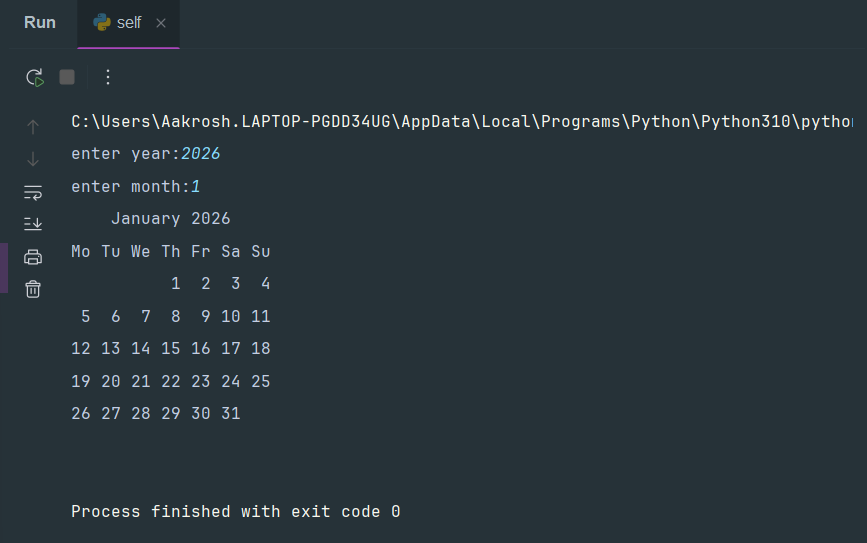 Run self
C:\Users\Aakrosh.LAPTOP-PGDD34UG\AppData\Local\Programs\Python\Python310\python
enter year:2026
enter month:1
    January 2026
Mo Tu We Th Fr Sa Su
          1  2  3  4
 5  6  7  8  9 10 11
12 13 14 15 16 17 18
19 20 21 22 23 24 25
26 27 28 29 30 31
Process finished with exit code 0